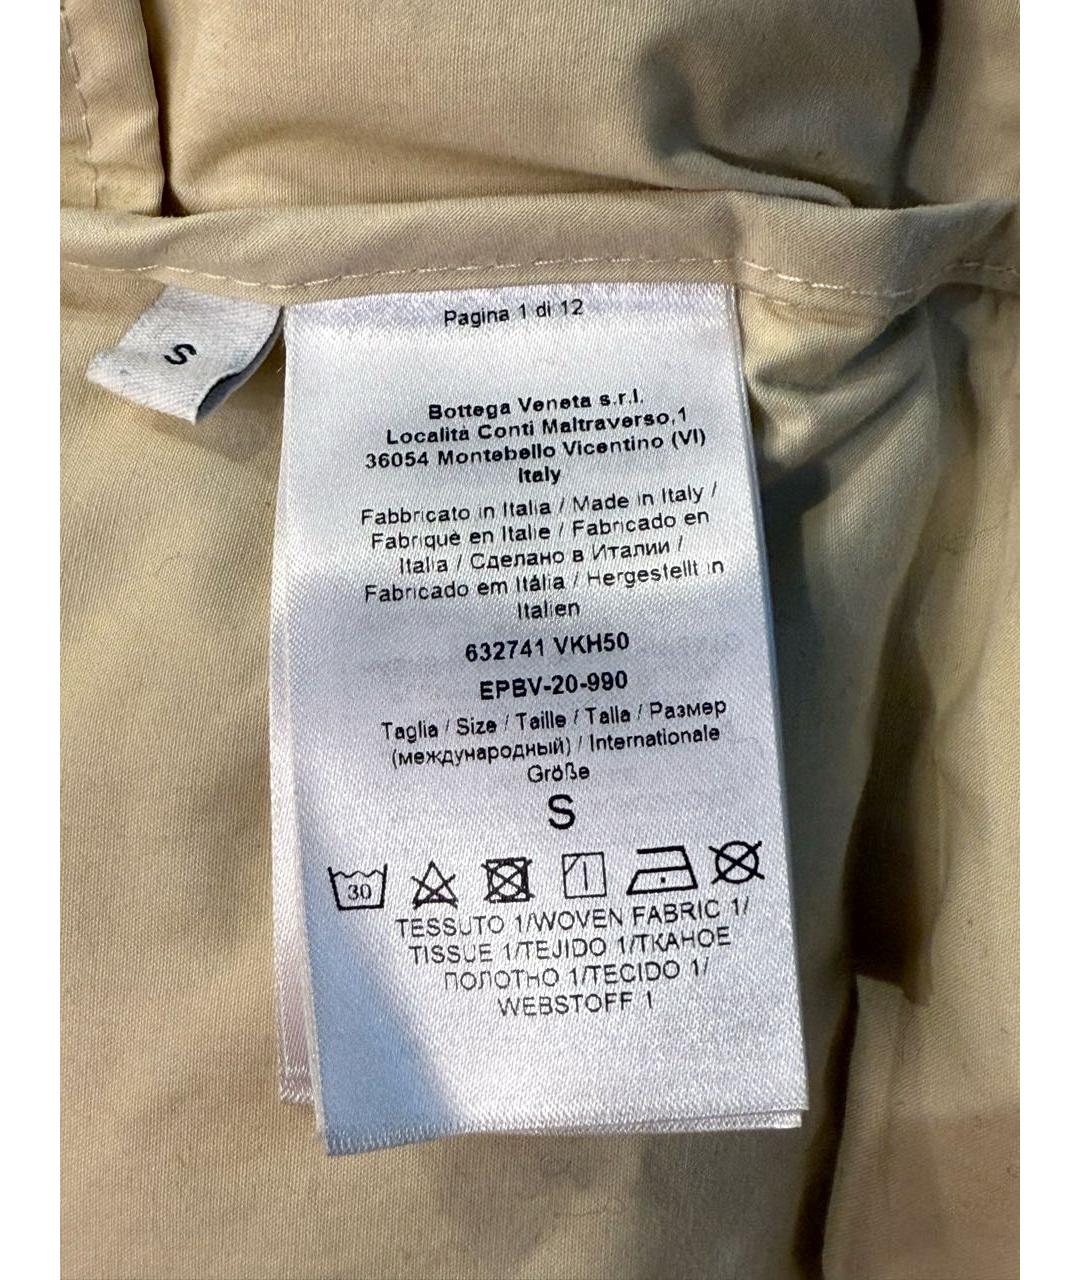 Pagina 1 di 12
S
Bottega Veneta s.r.l.
Località Conti Maltraverso,1
36054 Montebello Vicentino (VI)
Italy
Fabbricato in Italia / Made in Italy /
Fabriqué en Italie / Fabricado en
Italia / Сделано в Италии /
Fabricado em Itália / Hergestellt in
Italien
632741 VKH50
EPBV-20-990
Taglia / Size / Taille / Talla / Размер
(международный) / Internationale
Größe
S
30
TESSUTO 1/WOVEN FABRIC 1/
TISSUE 1/TEJIDO 1/ТКАНОЕ
ПОЛОТНО 1/TECIDO 1/
WEBSTOFF 1